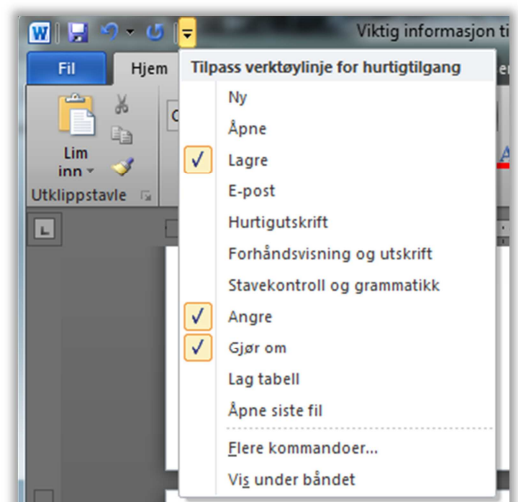 W
Viktig informasjon ti
Fil
Hjem
Tilpass verktøylinje for hurtigtilgang
Ny
Åpne
Lagre
E-post
Hurtigutskrift
Forhåndsvisning og utskrift
Stavekontroll og grammatikk
Angre
Gjør om
Lag tabell
Åpne siste fil
Flere kommandoer...
Vis under båndet
Lim
inn
Utklippstavle